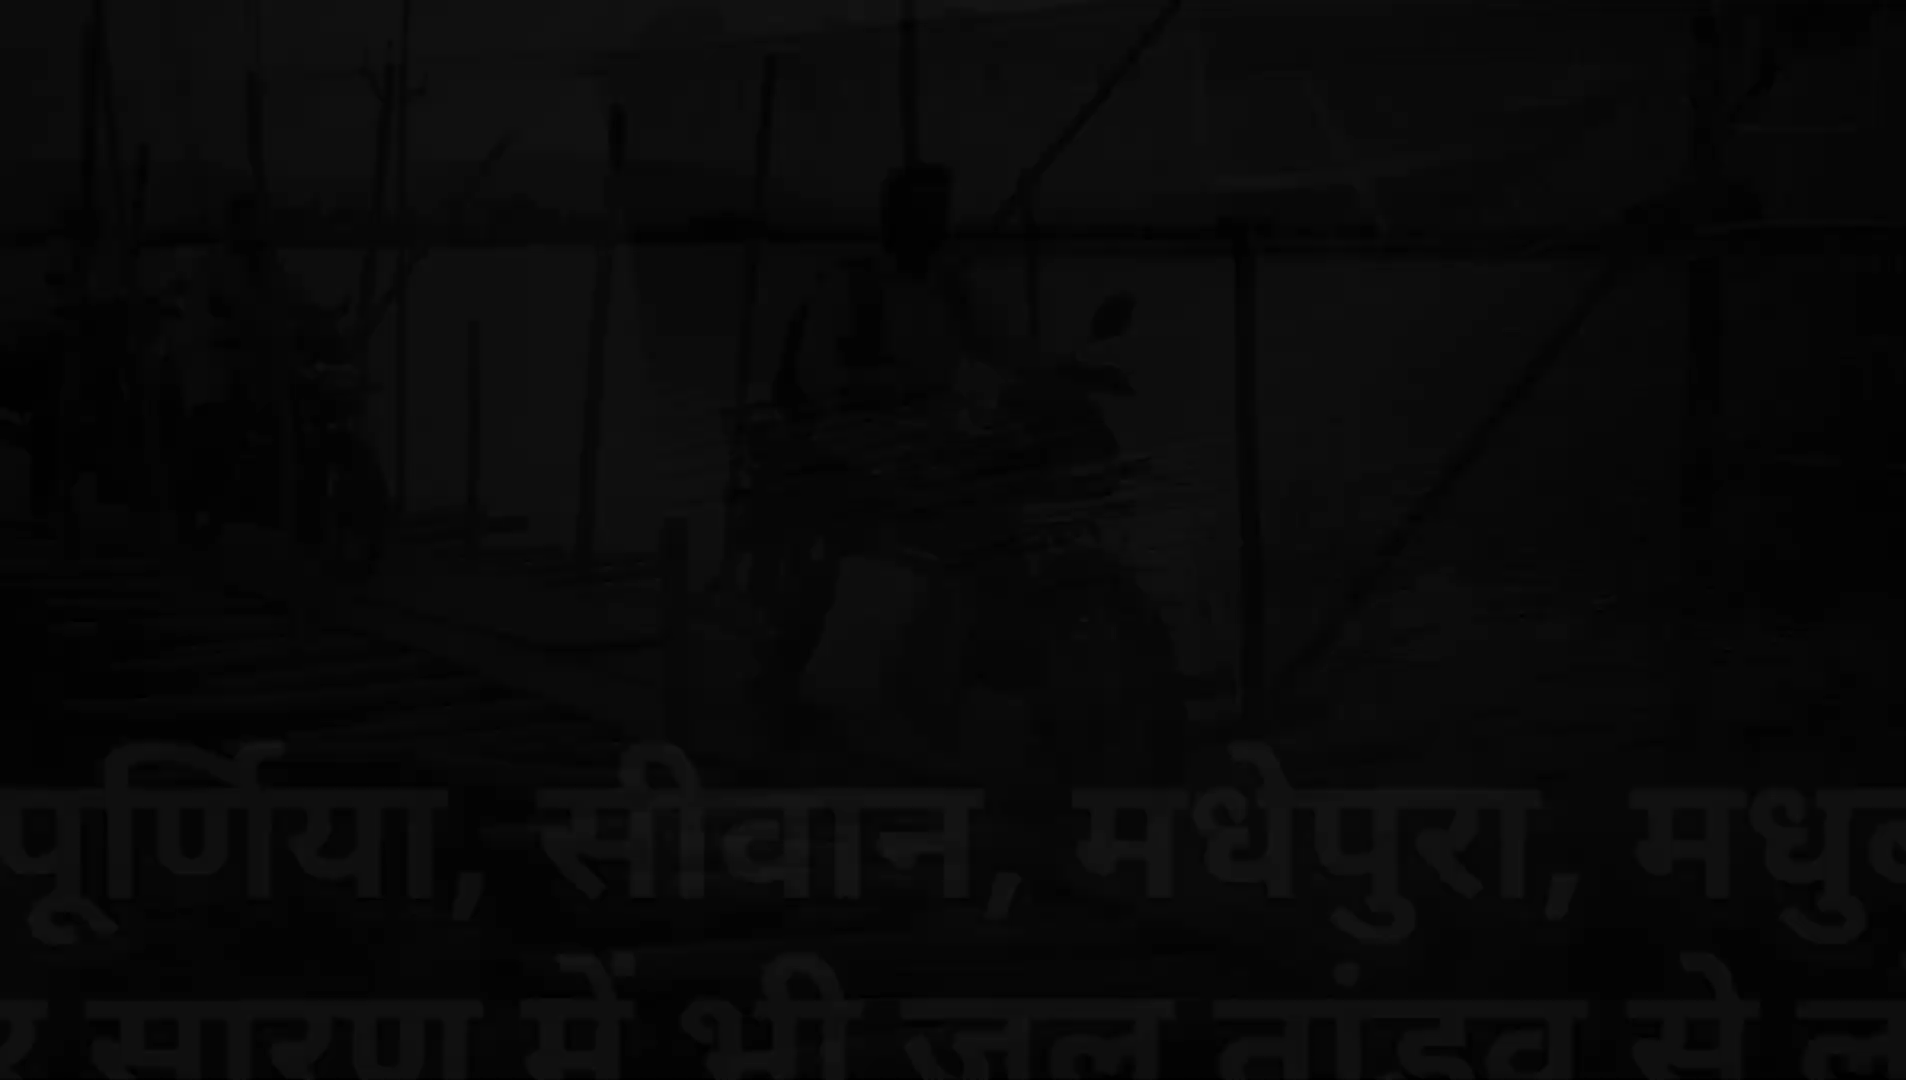 पूर्णिया, सीवान, मधेपुरा,
सारण में भी जल तांडव से